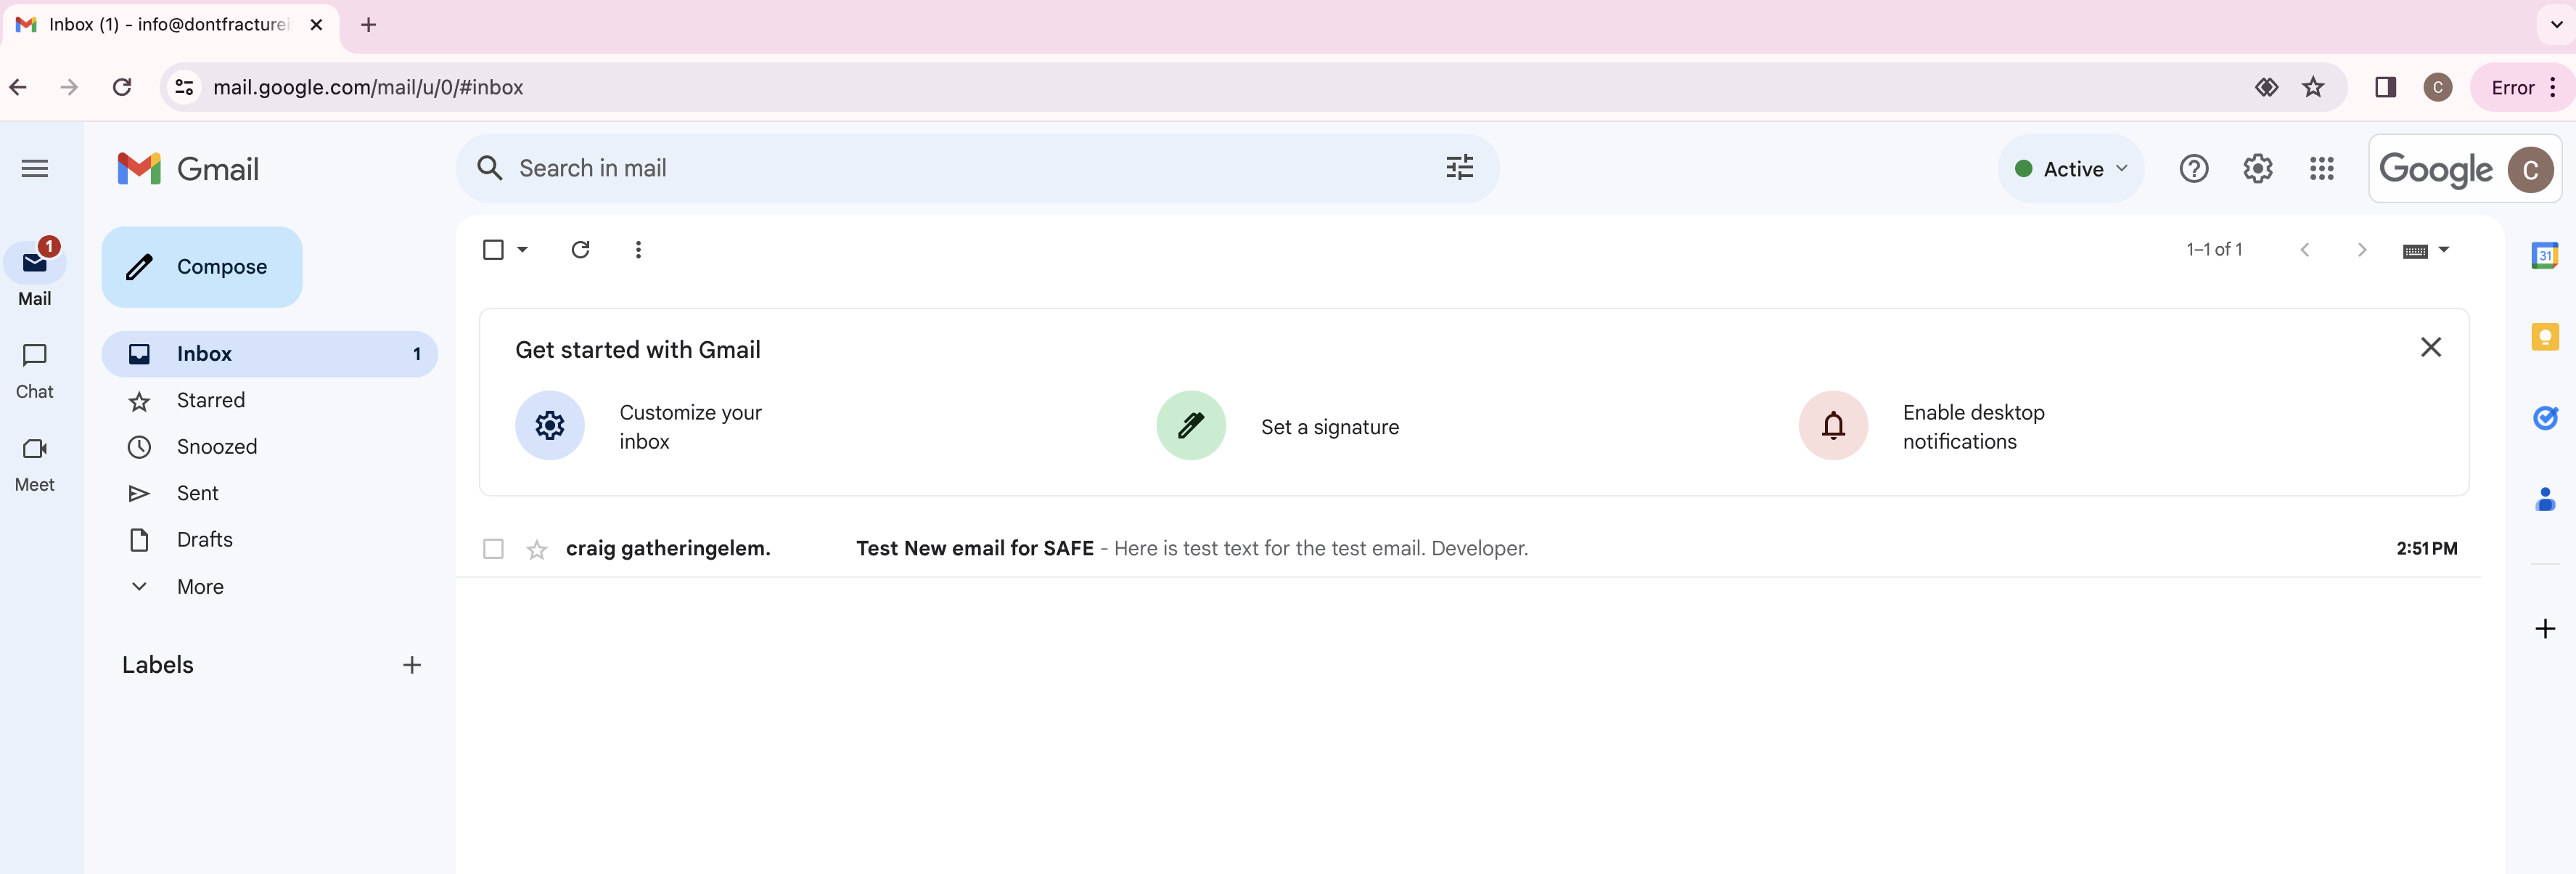 Inbox (1) - info@dontfracturei
mail.google.com/mail/u/0/#inbox
C
Error
Gmail
Search in mail
Active
Google
C
1
Mail
Chat
Meet
Compose
Inbox 1
Starred
Snoozed
Sent
Drafts
More
Labels
1–1 of 1
Get started with Gmail
Customize your
inbox
Set a signature
Enable desktop
notifications
craig gatheringelem. Test New email for SAFE - Here is test text for the test email. Developer. 2:51 PM
31